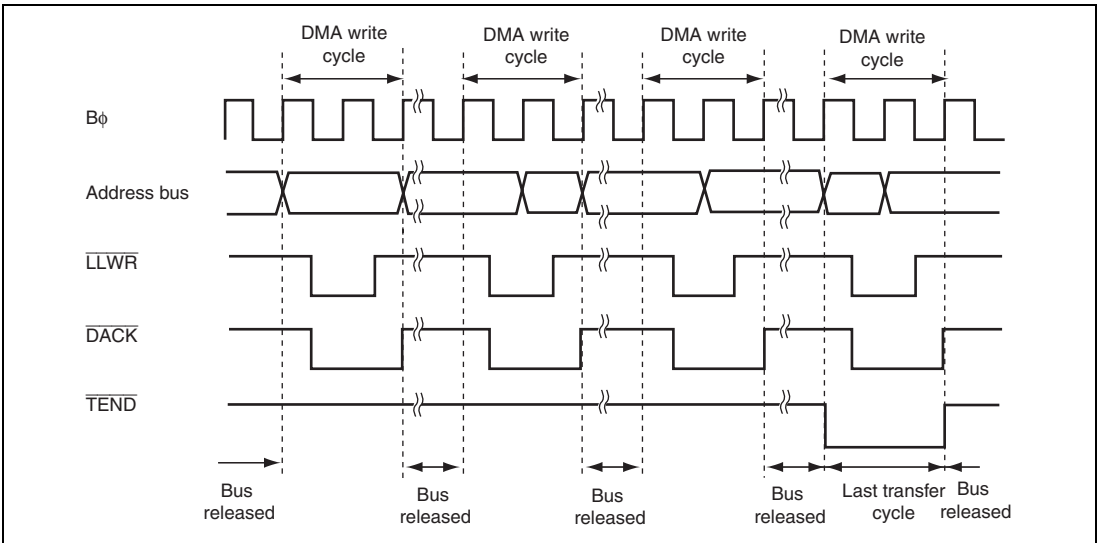 DMA write
cycle
DMA write
cycle
DMA write
cycle
DMA write
cycle
Bϕ
Address bus
LLWR
DACK
TEND
Bus
released
Bus
released
Bus
released
Bus
released
Last transfer
cycle
Bus
released